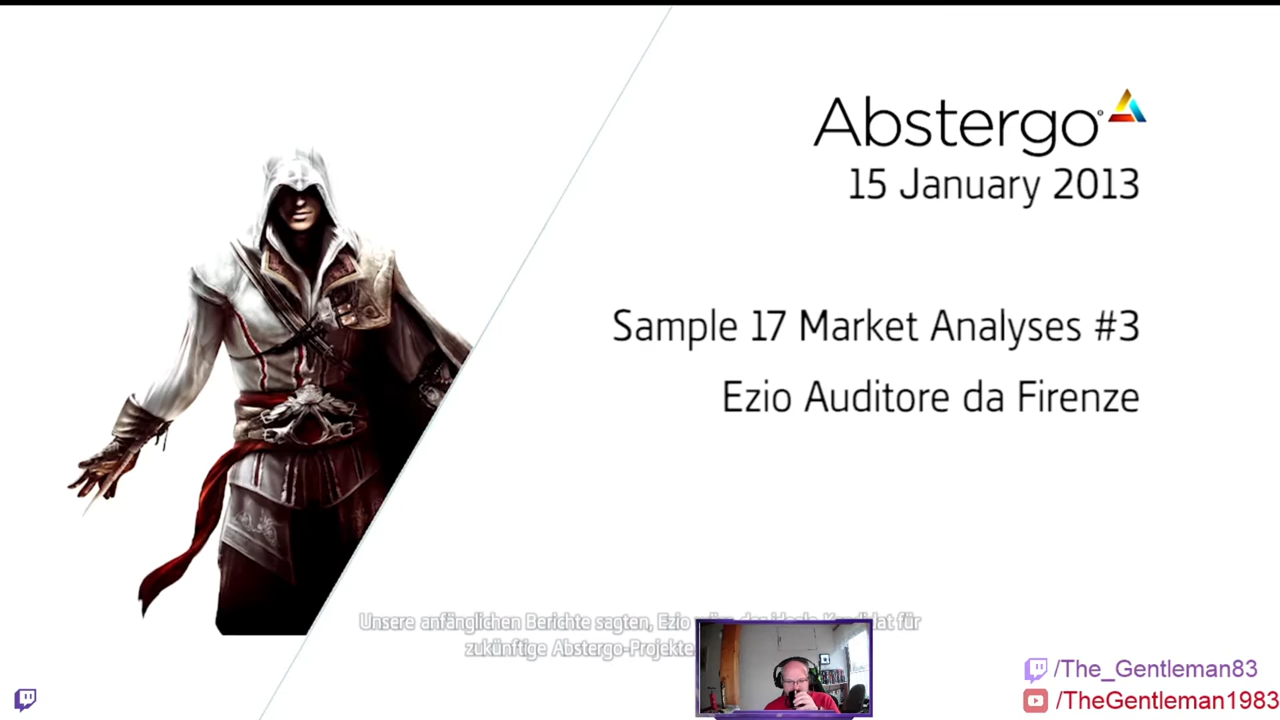 Abstergo
15 January 2013
Sample 17 Market Analyses #3
Ezio Auditore da Firenze
Unsere anfänglichen Berichte sagten, Ezio für
zukünftige Abstergo-Projekte
/The_Gentleman83
/TheGentleman1983